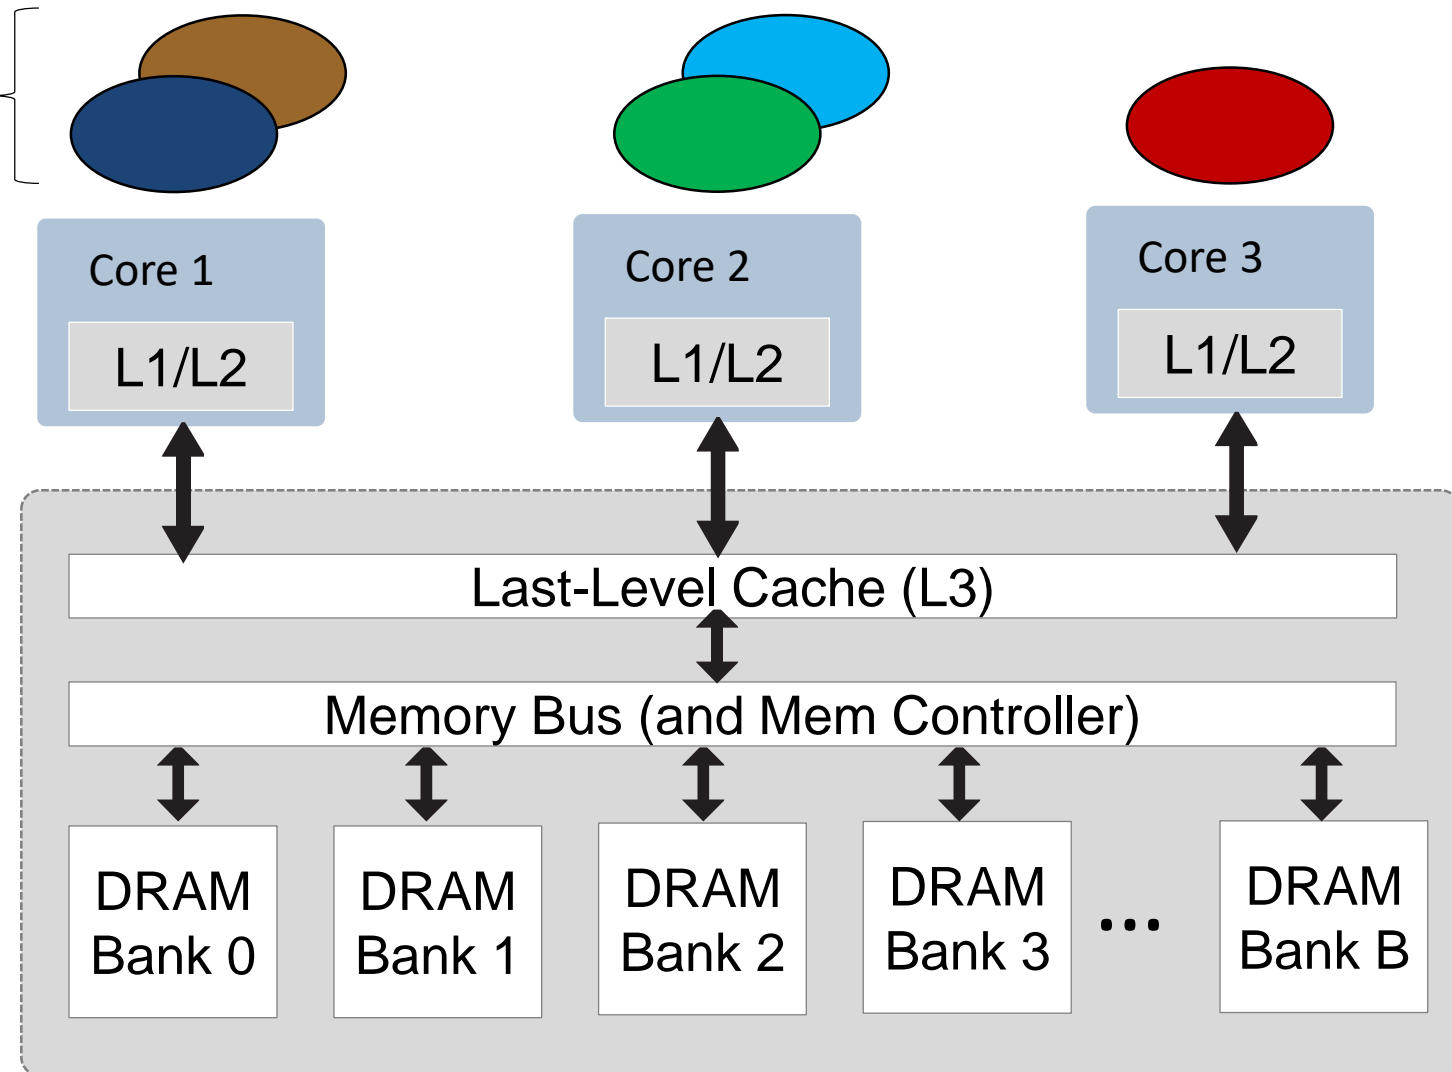 Core 1
Core 2
Core 3
L1/L2
L1/L2
L1/L2
Last-Level Cache (L3)
Memory Bus (and Mem Controller)
DRAM
Bank 0
DRAM
Bank 1
DRAM
Bank 2
DRAM
Bank 3
...
DRAM
Bank B